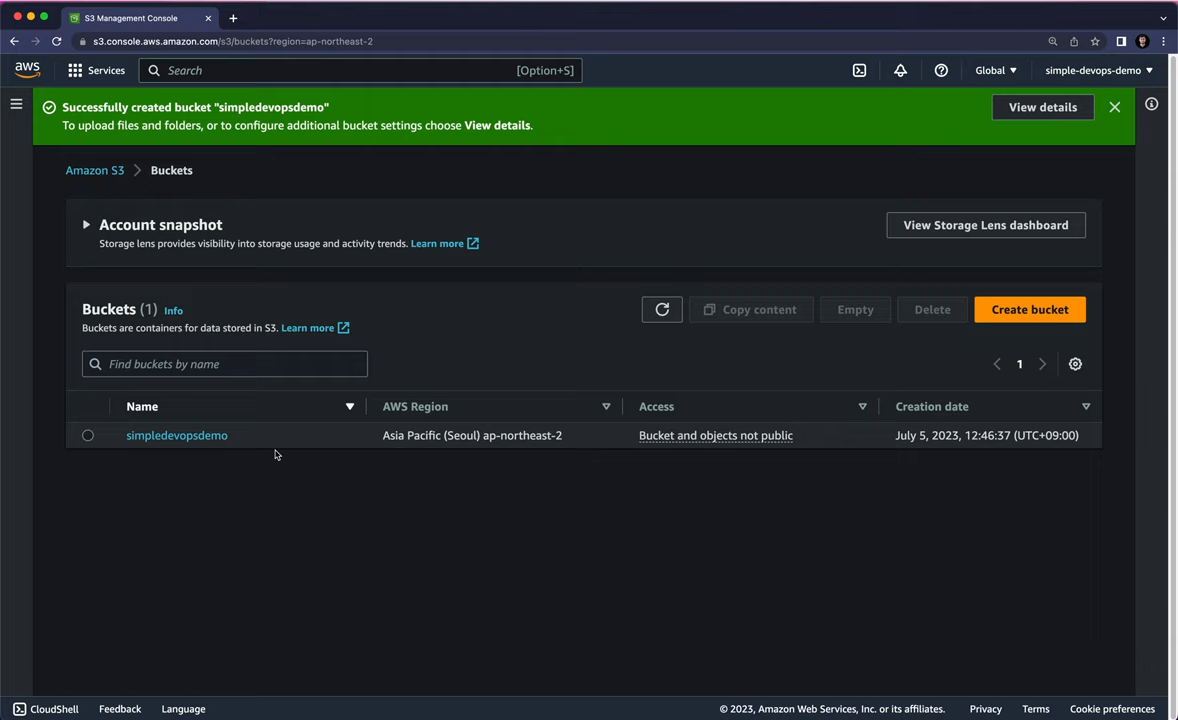 S3 Management Console
s3.console.aws.amazon.com/s3/buckets?region=ap-northeast-2
aws
Services
Search
[Option+S]
Global
simple-devops-demo
Successfully created bucket "simpledevopsdemo"
To upload files and folders, or to configure additional bucket settings choose View details.
View details
Amazon S3
Buckets
Account snapshot
Storage lens provides visibility into storage usage and activity trends. Learn more
View Storage Lens dashboard
Buckets (1) Info
Buckets are containers for data stored in S3. Learn more
Copy content
Empty
Delete
Create bucket
Find buckets by name
1
Name
AWS Region
Access
Creation date
simpledevopsdemo
Asia Pacific (Seoul) ap-northeast-2
Bucket and objects not public
July 5, 2023, 12:46:37 (UTC+09:00)
CloudShell
Feedback
Language
© 2023, Amazon Web Services, Inc. or its affiliates.
Privacy
Terms
Cookie preferences